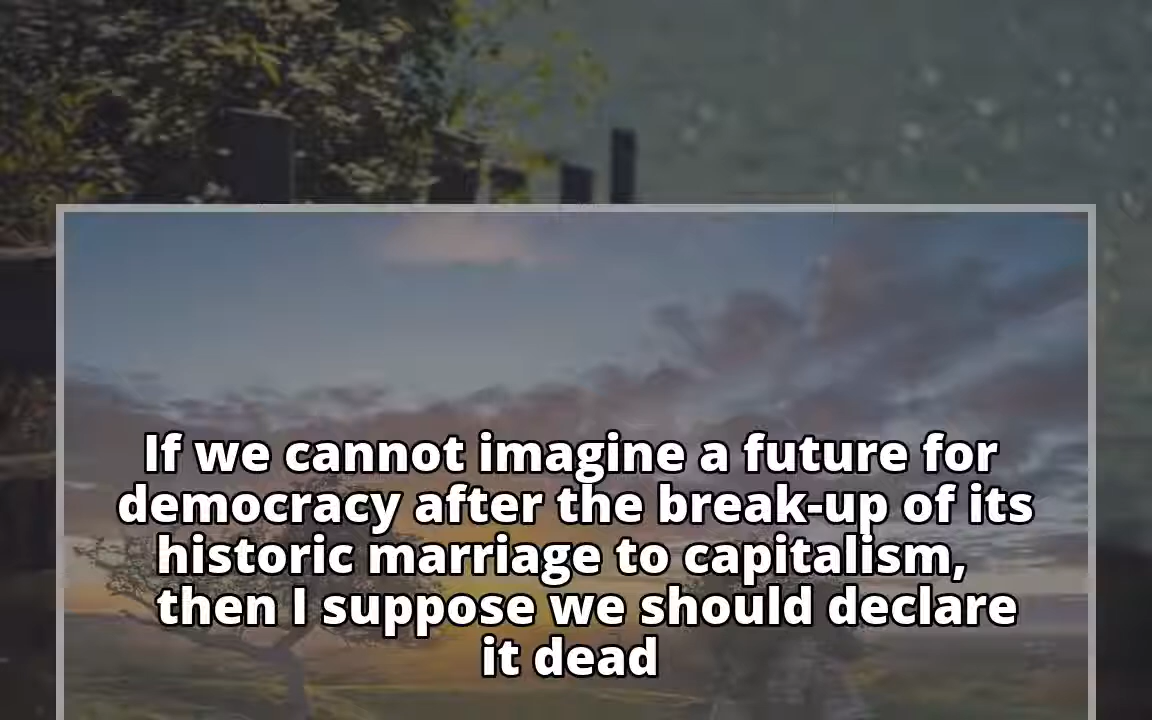 If we cannot imagine a future for
democracy after the break-up of its
historic marriage to capitalism,
then I suppose we should declare
it dead